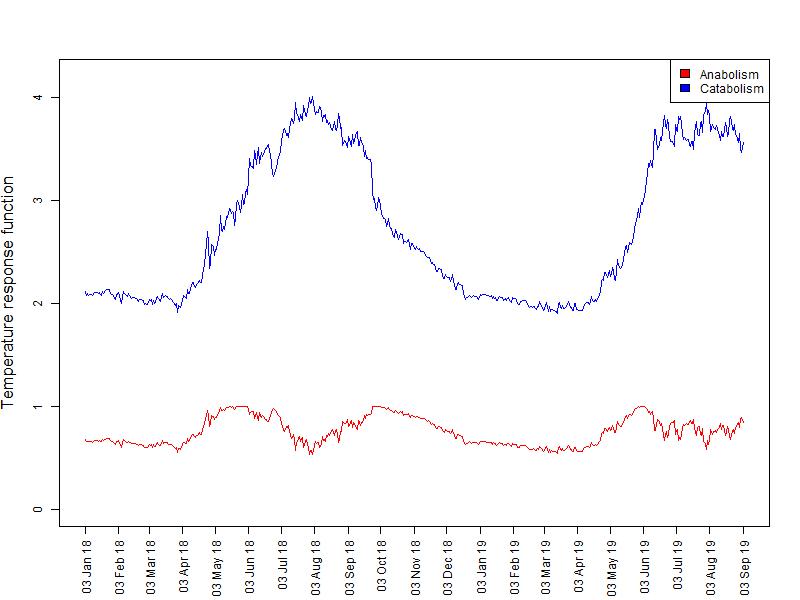 Anabolism
Catabolism
Temperature response function
4
3
2
1
0
03 Jan 18
03 Feb 18
03 Mar 18
03 Apr 18
03 May 18
03 Jun 18
03 Jul 18
03 Aug 18
03 Sep 18
03 Oct 18
03 Nov 18
03 Dec 18
03 Jan 19
03 Feb 19
03 Mar 19
03 Apr 19
03 May 19
03 Jun 19
03 Jul 19
03 Aug 19
03 Sep 19